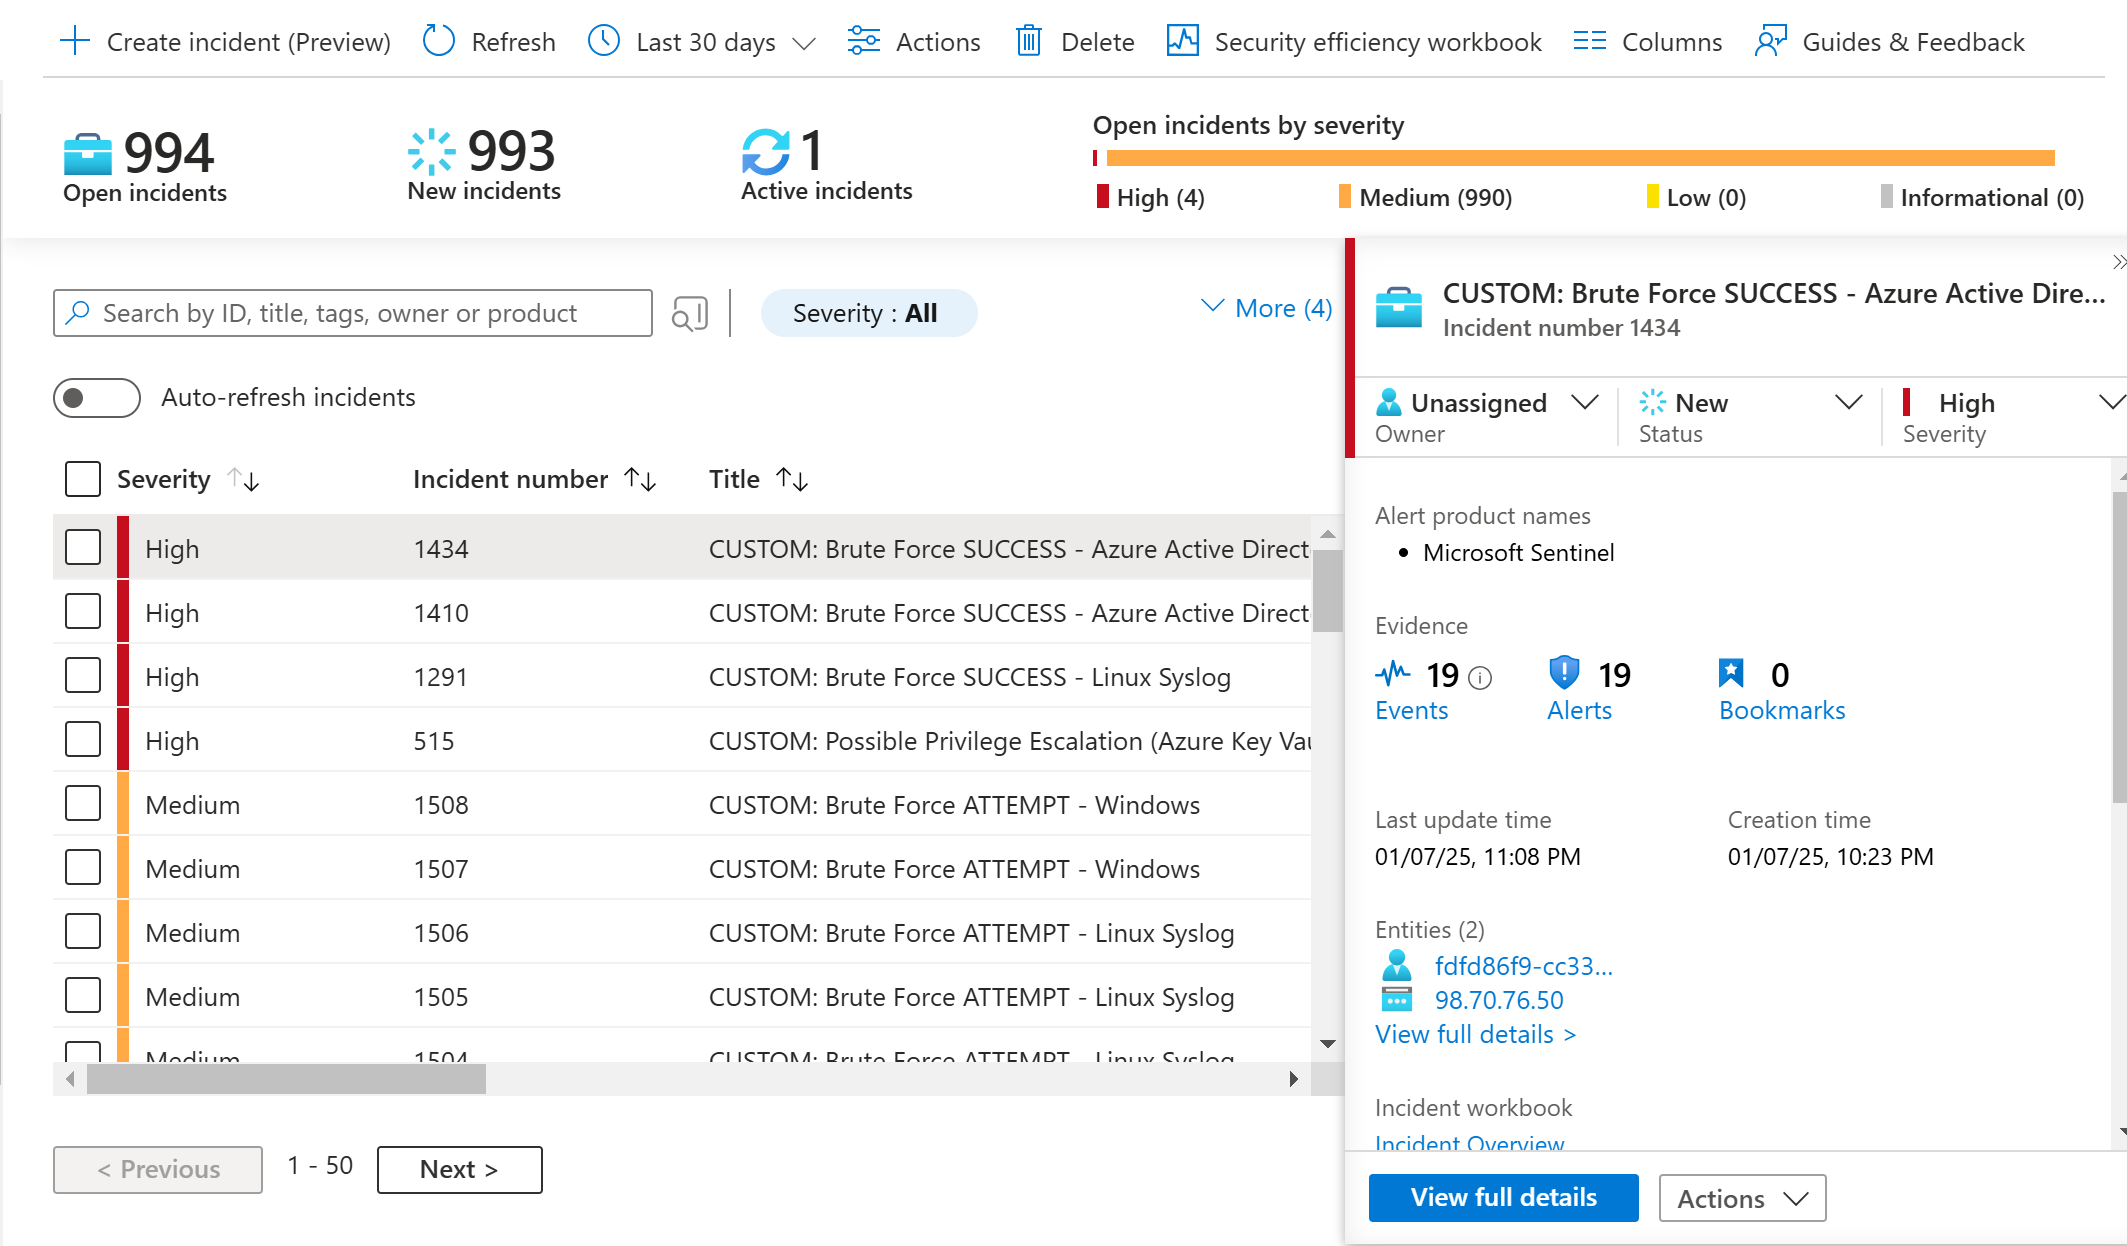 Create incident (Preview) Refresh Last 30 days Actions Delete Security efficiency workbook Columns Guides & Feedback
994
Open incidents
993
New incidents
1
Active incidents
Open incidents by severity
High (4) Medium (990) Low (0) Informational (0)
Search by ID, title, tags, owner or product
Severity : All
More (4)
Auto-refresh incidents
Severity Incident number Title
High 1434 CUSTOM: Brute Force SUCCESS - Azure Active Direct
High 1410 CUSTOM: Brute Force SUCCESS - Azure Active Direct
High 1291 CUSTOM: Brute Force SUCCESS - Linux Syslog
High 515 CUSTOM: Possible Privilege Escalation (Azure Key Vau
Medium 1508 CUSTOM: Brute Force ATTEMPT - Windows
Medium 1507 CUSTOM: Brute Force ATTEMPT - Windows
Medium 1506 CUSTOM: Brute Force ATTEMPT - Linux Syslog
Medium 1505 CUSTOM: Brute Force ATTEMPT - Linux Syslog
Medium 1504 CUSTOM: Brute Force ATTEMPT - Linux Syslog
< Previous 1 - 50 Next >
CUSTOM: Brute Force SUCCESS - Azure Active Dire...
Incident number 1434
Unassigned New High
Owner Status Severity
Alert product names
• Microsoft Sentinel
Evidence
19 19 0
Events Alerts Bookmarks
Last update time Creation time
01/07/25, 11:08 PM 01/07/25, 10:23 PM
Entities (2)
fdfd86f9-cc33...
98.70.76.50
View full details >
Incident workbook
Incident Overview
View full details Actions